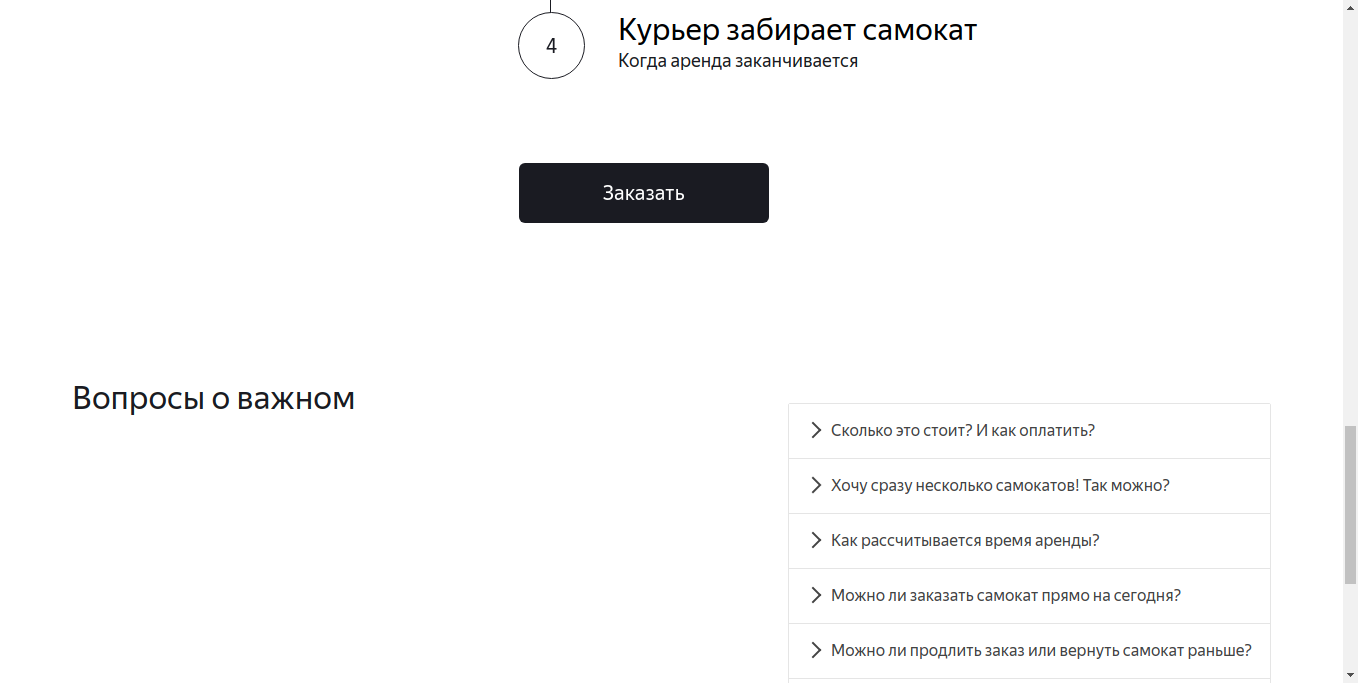 4
Курьер забирает самокат
Когда аренда заканчивается
Заказать
Вопросы о важном
Сколько это стоит? И как оплатить?
Хочу сразу несколько самокатов! Так можно?
Как рассчитывается время аренды?
Можно ли заказать самокат прямо на сегодня?
Можно ли продлить заказ или вернуть самокат раньше?